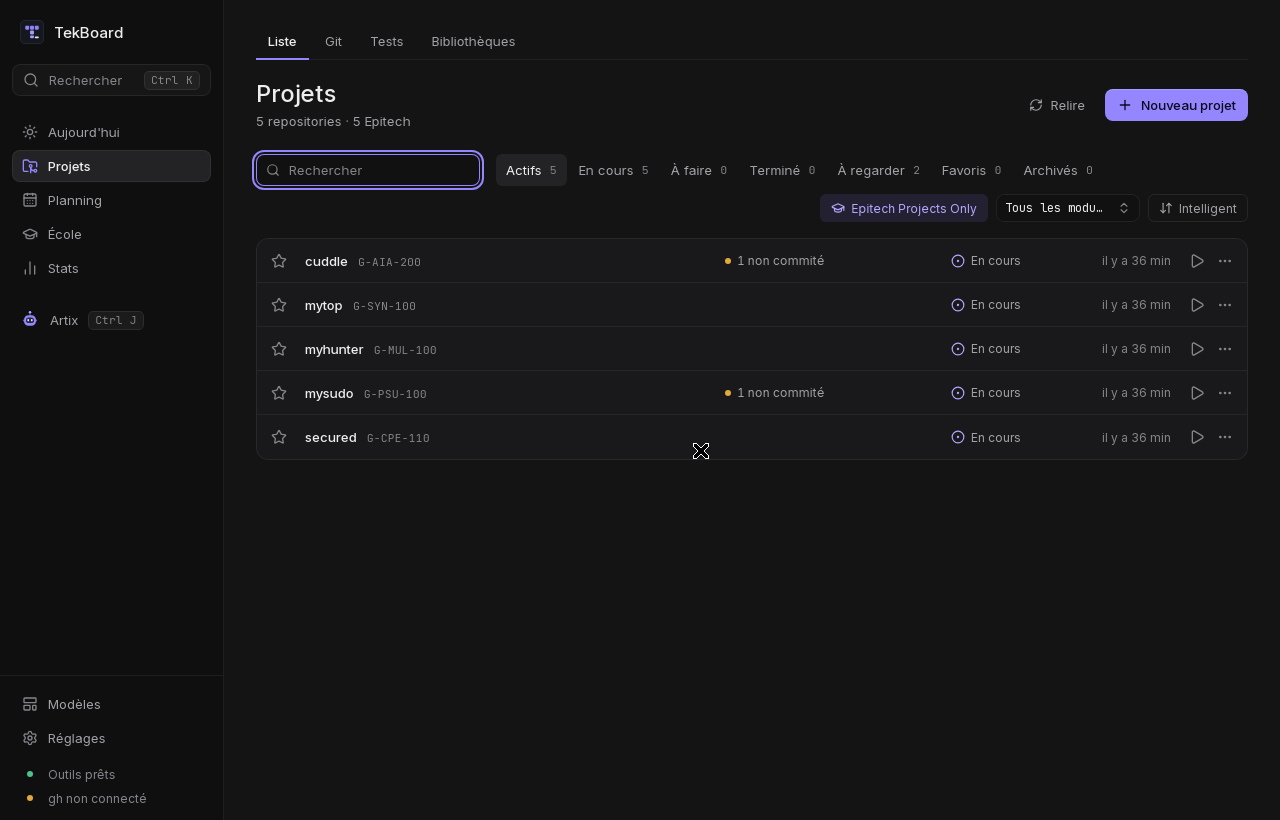 TekBoard
Rechercher Ctrl K
Aujourd'hui
Projets
Planning
École
Stats
Artix Ctrl J
Modèles
Réglages
Outils prêts
gh non connecté
Liste Git Tests Bibliothèques
Projets
5 repositories · 5 Epitech
Relire Nouveau projet
Rechercher Actifs 5 En cours 5 À faire 0 Terminé 0 À regarder 2 Favoris 0 Archivés 0
Epitech Projects Only Tous les modu… Intelligent
cuddle G-AIA-200 1 non commité En cours il y a 36 min
mytop G-SYN-100 En cours il y a 36 min
myhunter G-MUL-100 En cours il y a 36 min
mysudo G-PSU-100 1 non commité En cours il y a 36 min
secured G-CPE-110 En cours il y a 36 min